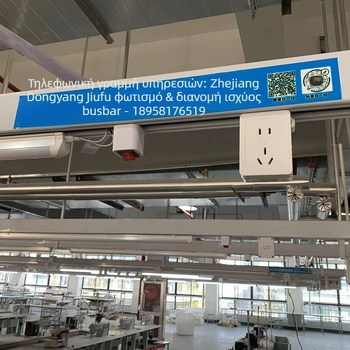 Τηλεφωνική γραμμή υπηρεσιών: Zhejiang
Dongyang Jiufu φωτισμό & διανομή ισχύος
busbar - 18958176519